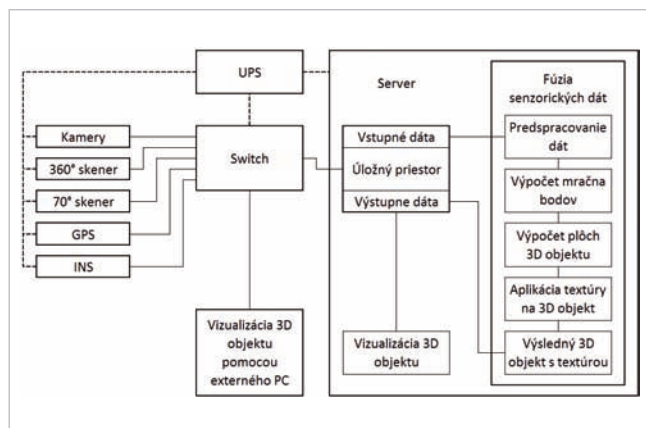 UPS
Kamery
360° skener
70° skener
GPS
INS
Switch
Vizualizácia 3D
objektu
pomocou
externého PC
Server
Vstupné dáta
Úložný priestor
Výstupne dáta
Vizualizácia 3D
objektu
Fúzia
senzorických dát
Predspracovanie
dát
Výpočet mračna
bodov
Výpočet plôch
3D objektu
Aplikácia textúry
na 3D objekt
Výsledný 3D
objekt s textúrou